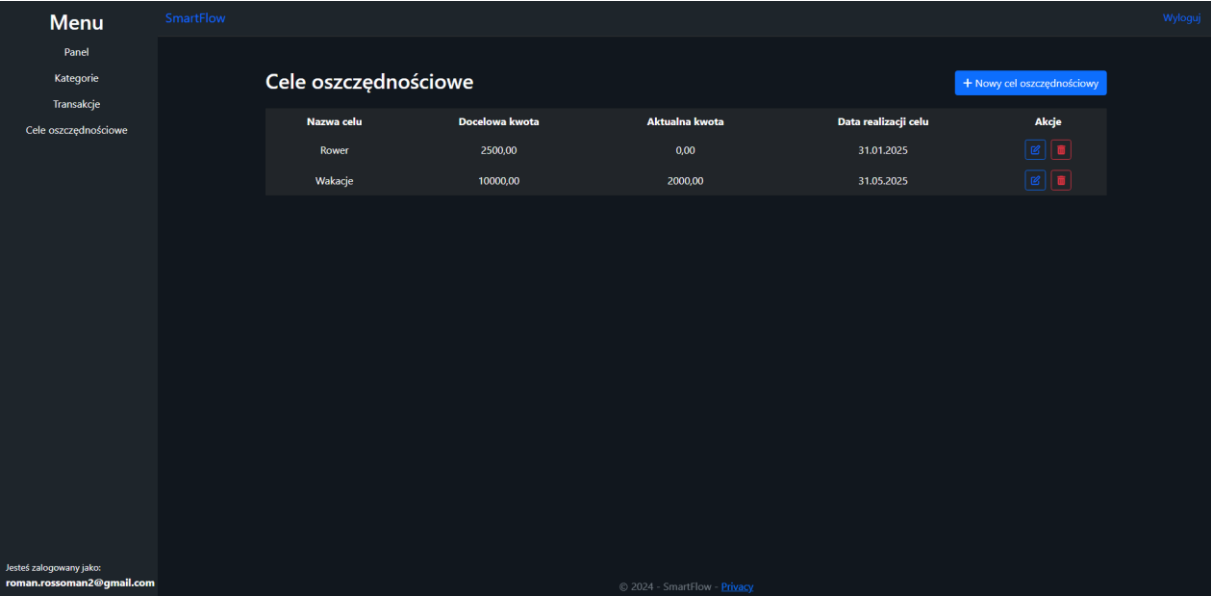 Menu
Panel
Kategorie
Transakcje
Cele oszczędnościowe
SmartFlow
Wyloguj
Cele oszczędnościowe
+ Nowy cel oszczędnościowy
Nazwa celu Docelowa kwota Aktualna kwota Data realizacji celu Akcje
Rower 2500,00 0,00 31.01.2025
Wakacje 10000,00 2000,00 31.05.2025
Jesteś zalogowany jako:
roman.rossoman2@gmail.com
© 2024 - SmartFlow - Privacy